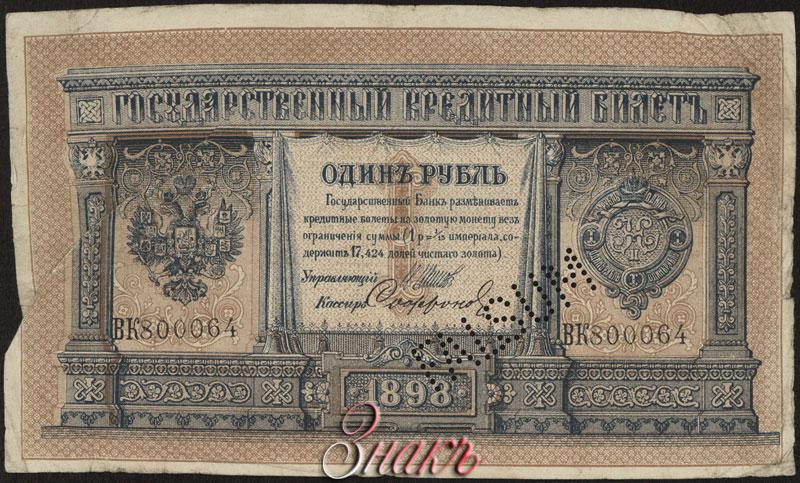 ГОСУДАРСТВЕННЫЙ КРЕДИТНЫЙ БИЛЕТЪ
ОДИНЪ РУБЛЬ
Государственный Банкъ размѣниваетъ
кредитные билеты на золотую монету безъ
ограниченія суммы (1 р = 1/15 имперіала, со-
держитъ 17,424 долей чистаго золота).
Управляющій
Кассиръ Софронов
ВК800064
ВК800064
1898
Знакъ